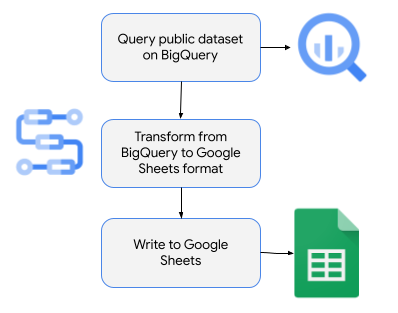 Query public dataset
on BigQuery
Transform from
BigQuery to Google
Sheets format
Write to Google
Sheets